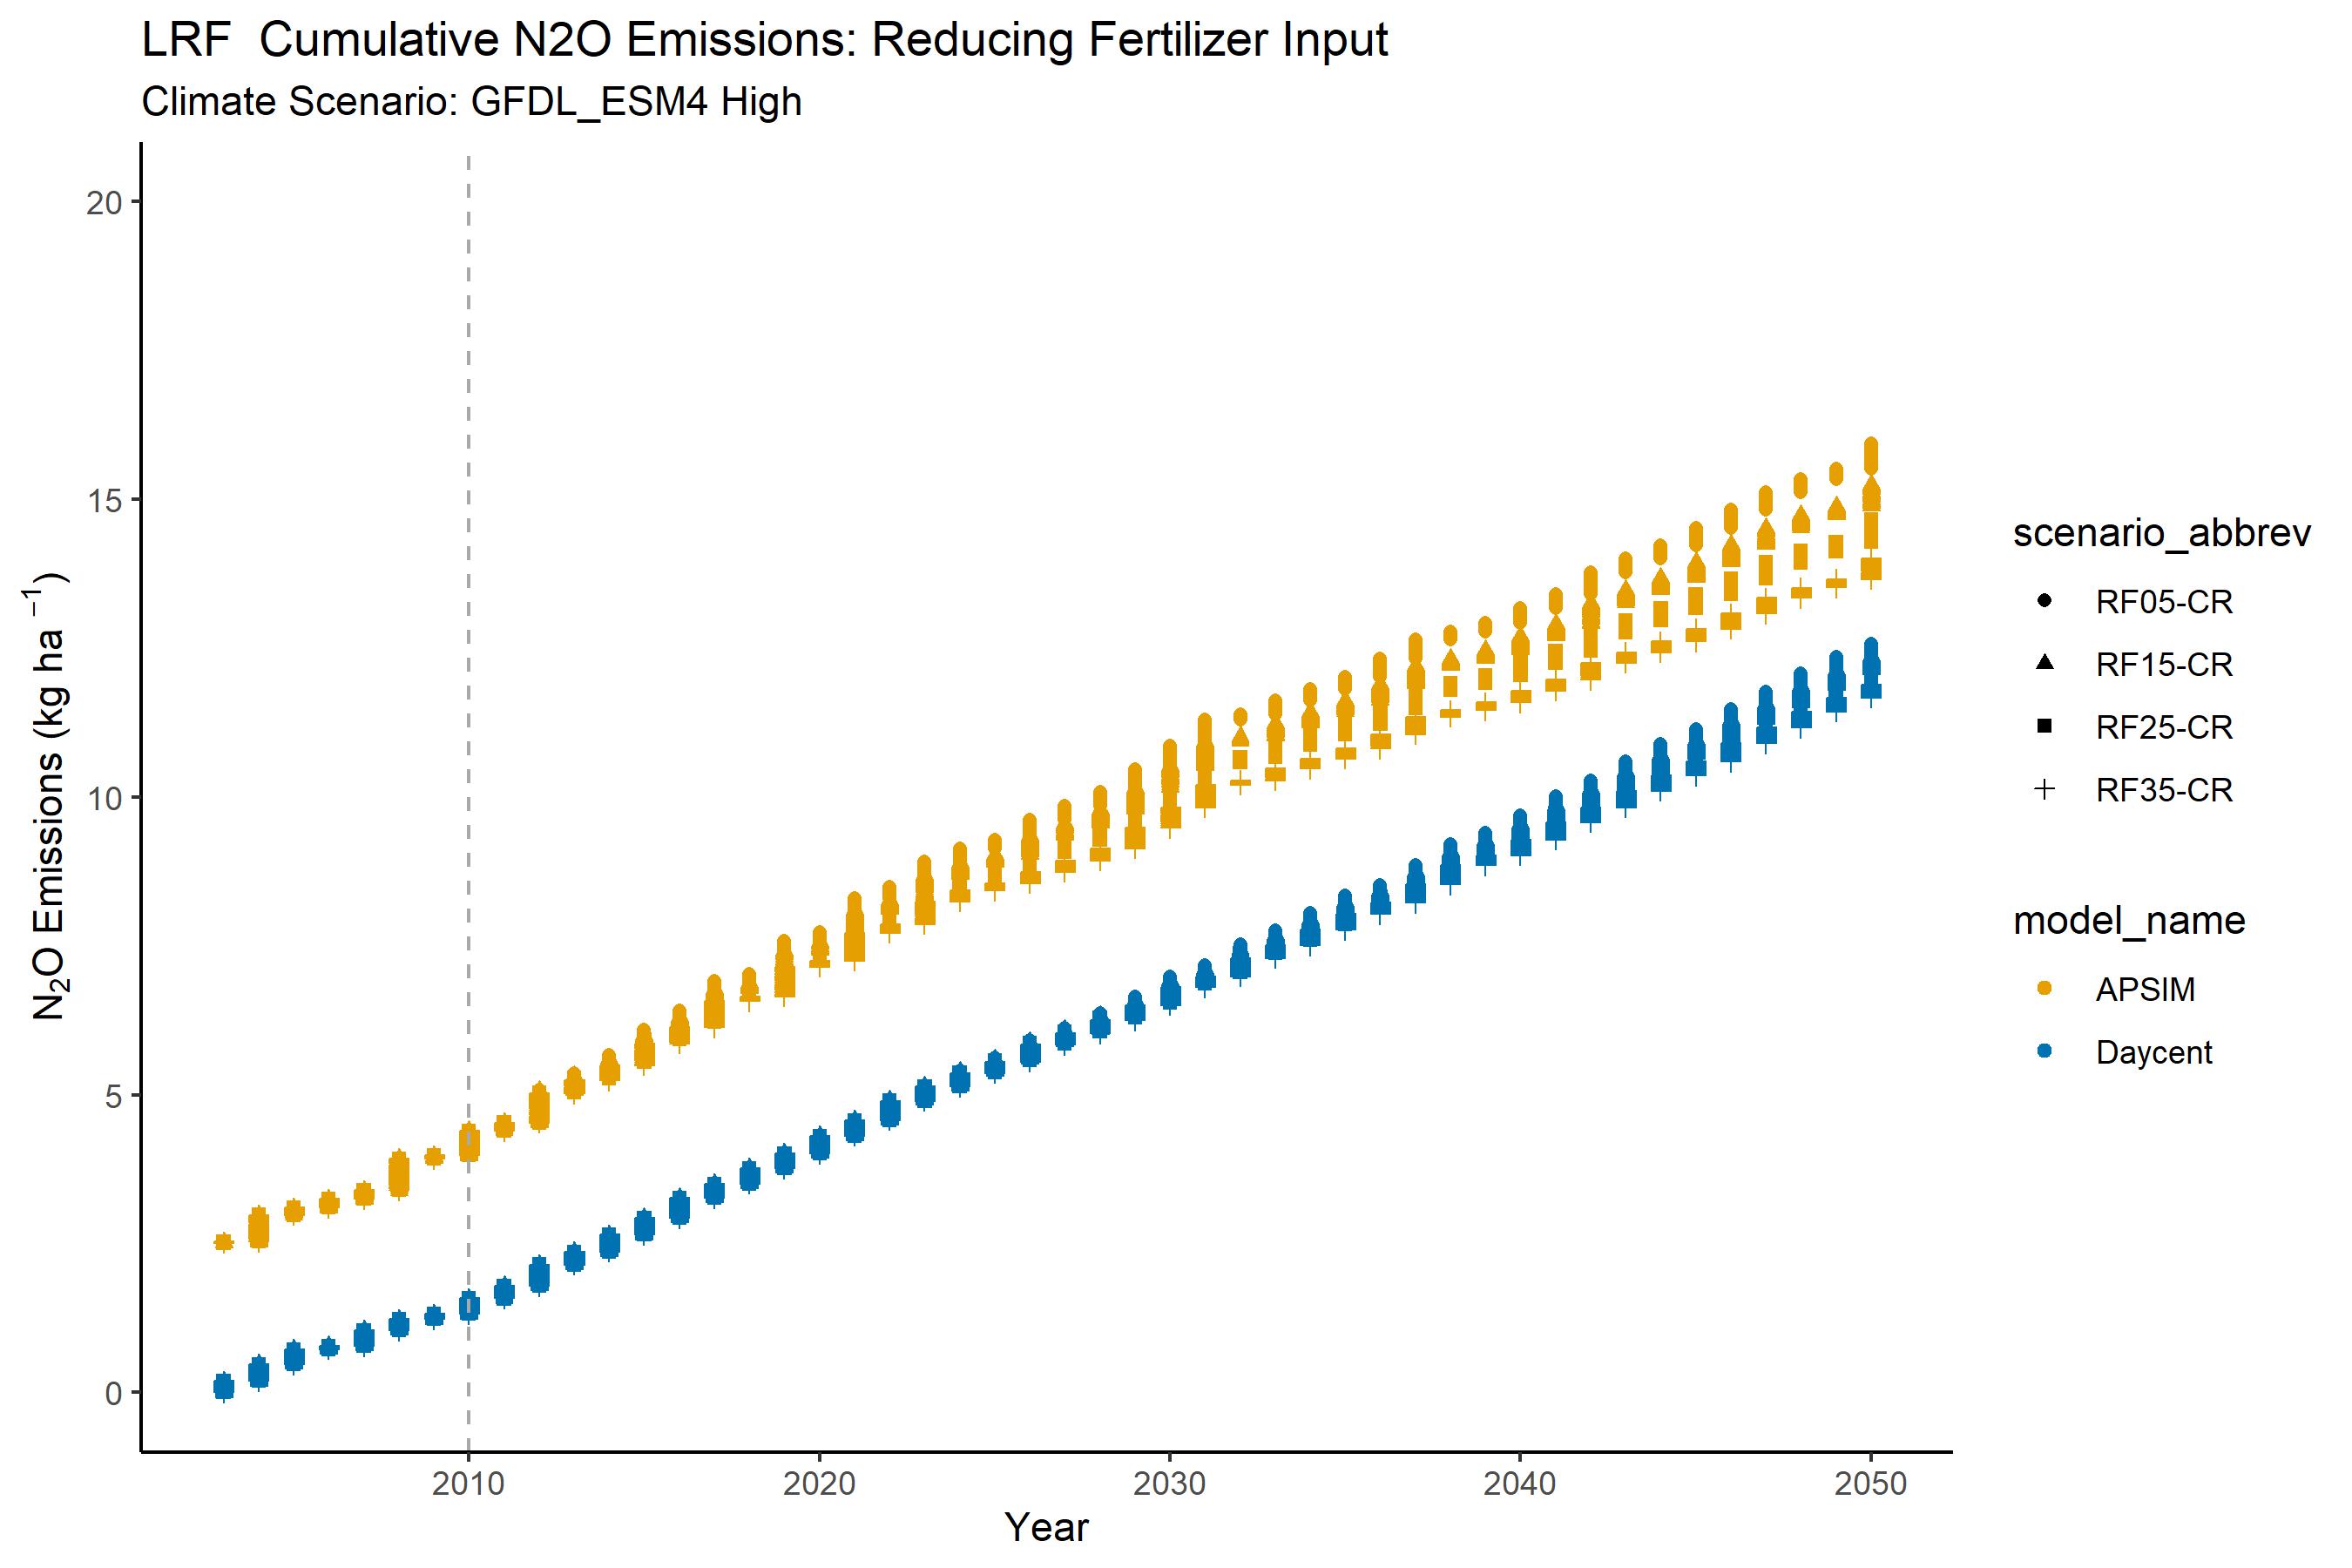 LRF  Cumulative N2O Emissions: Reducing Fertilizer Input
Climate Scenario: GFDL_ESM4 High
N₂O Emissions (kg ha ⁻¹)
20
15
10
5
0
2010
2020
2030
2040
2050
Year
scenario_abbrev
RF05-CR
RF15-CR
RF25-CR
RF35-CR
model_name
APSIM
Daycent